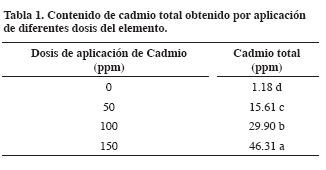 Tabla 1. Contenido de cadmio total obtenido por aplicación
de diferentes dosis del elemento.
Dosis de aplicación de Cadmio Cadmio total
(ppm) (ppm)
0 1.18 d
50 15.61 c
100 29.90 b
150 46.31 a